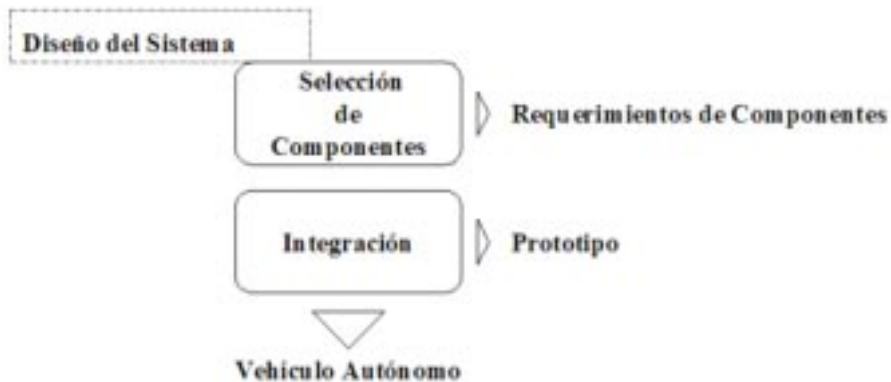 Diseño del Sistema
Selección
de
Componentes
Requerimientos de Componentes
Integración
Prototipo
Vehículo Autónomo